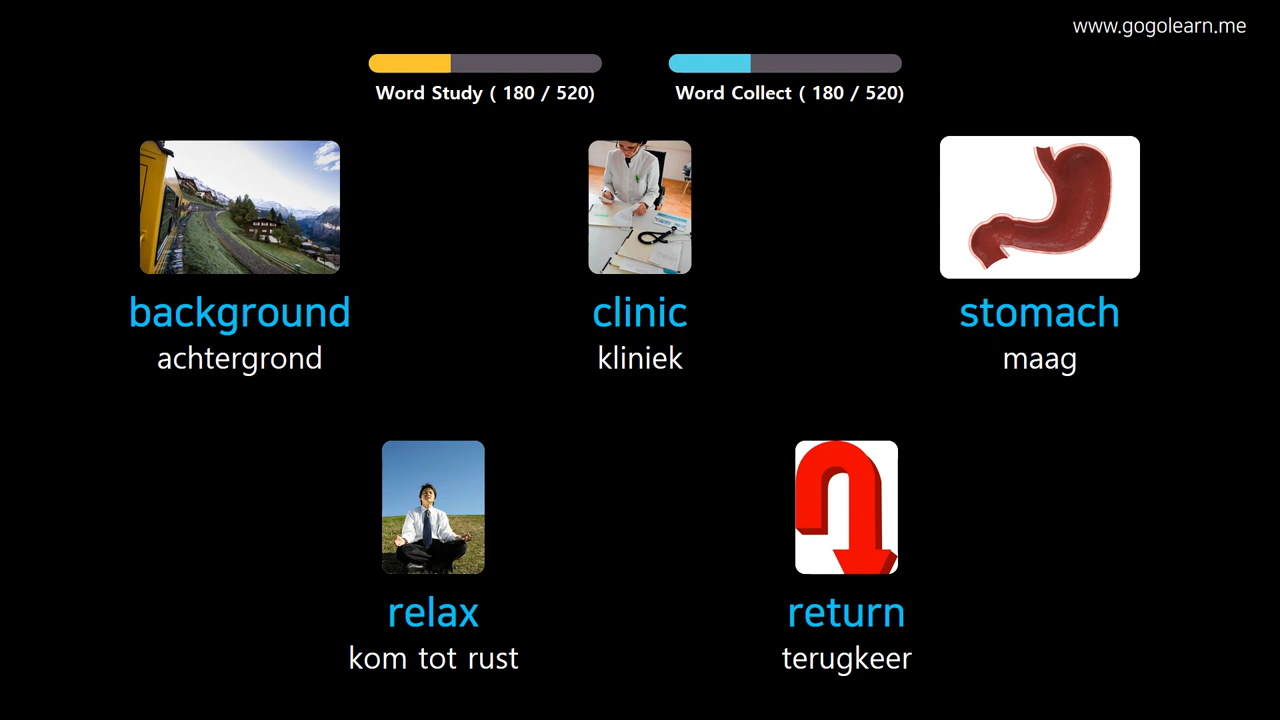 www.gogolearn.me
Word Study ( 180 / 520)
Word Collect ( 180 / 520)
background
achtergrond
clinic
kliniek
stomach
maag
relax
kom tot rust
return
terugkeer